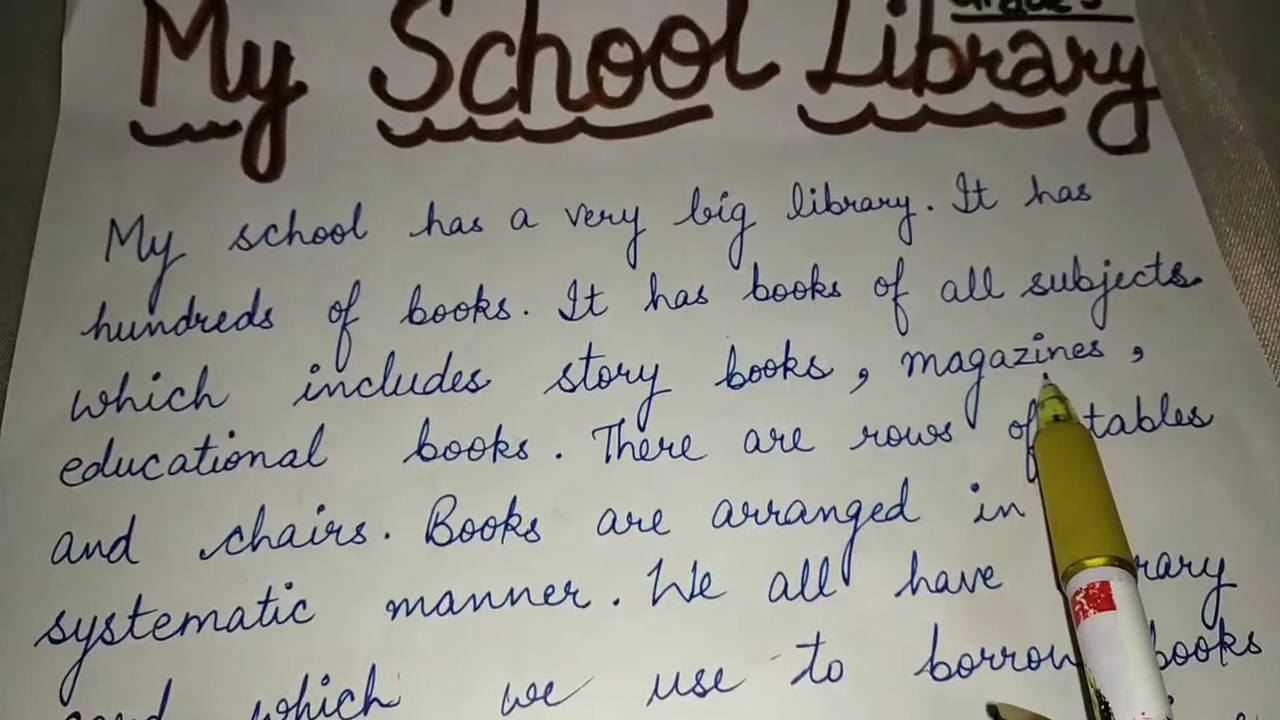 My School Library
My school has a very big library. It has
hundreds of books. It has books of all subjects
which includes story books, magazines,
educational books. There are rows of tables
and chairs. Books are arranged in
systematic manner. We all have
which we use to borrow books